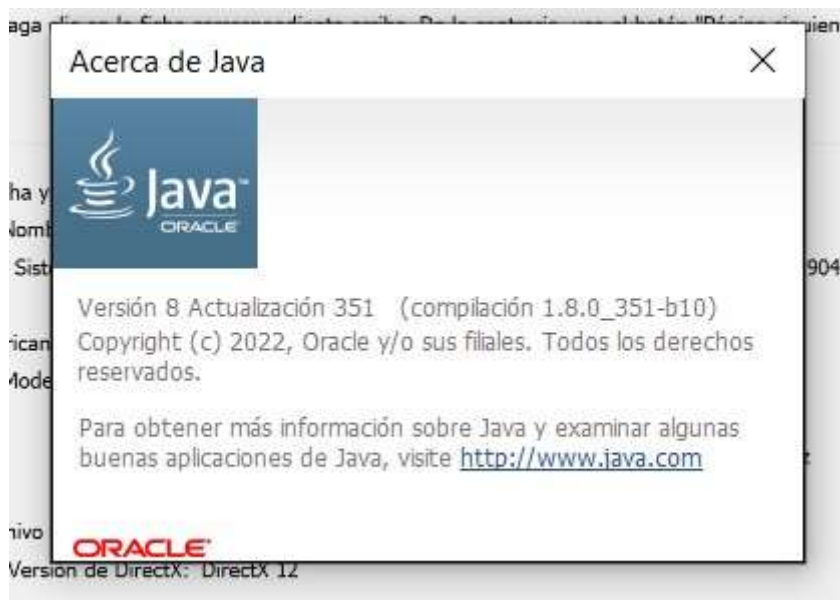 Acerca de Java
Java
ORACLE
Sist
904
Versión 8 Actualización 351 (compilación 1.8.0_351-b10)
Copyright (c) 2022, Oracle y/o sus filiales. Todos los derechos
reservados.
Para obtener más información sobre Java y examinar algunas
buenas aplicaciones de Java, visite http://www.java.com
ORACLE
Versión de DirectX: DirectX 12